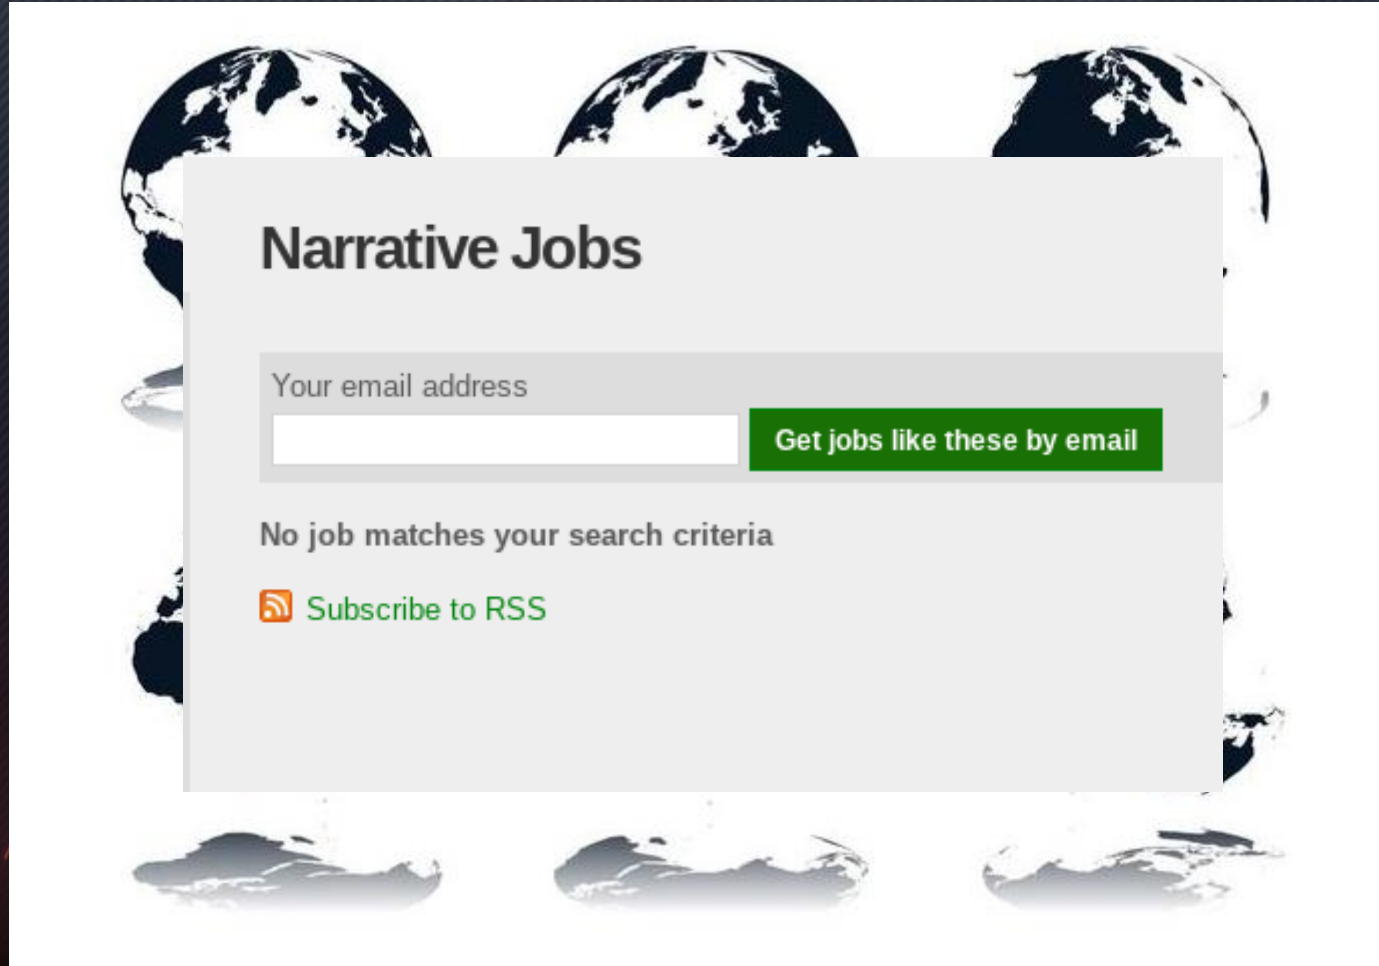 Narrative Jobs
Your email address
Get jobs like these by email
No job matches your search criteria
Subscribe to RSS